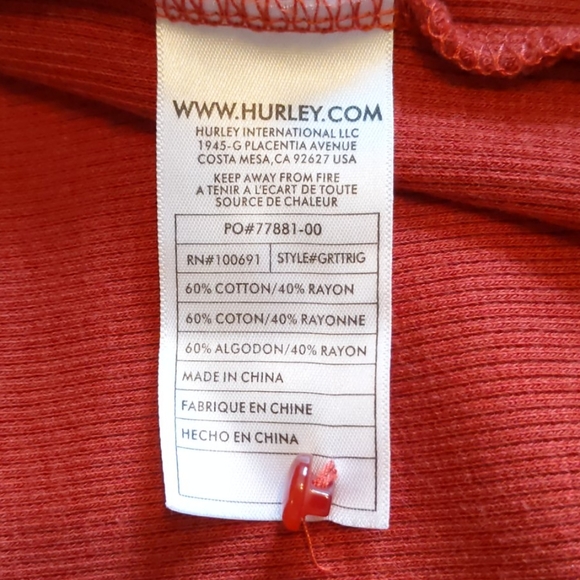 WWW.HURLEY.COM
HURLEY INTERNATIONAL LLC
1945-G PLACENTIA AVENUE
COSTA MESA, CA 92627 USA
KEEP AWAY FROM FIRE
A TENIR A L'ECART DE TOUTE
SOURCE DE CHALEUR
PO#77881-00
RN#100691 STYLE#GRTTRIG
60% COTTON/40% RAYON
60% COTON/40% RAYONNE
60% ALGODON/40% RAYON
MADE IN CHINA
FABRIQUE EN CHINE
HECHO EN CHINA